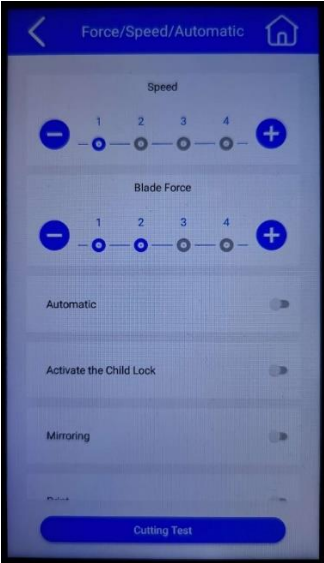 Force/Speed/Automatic
Speed
1 2 3 4
Blade Force
1 2 3 4
Automatic
Activate the Child Lock
Mirroring
Cutting Test